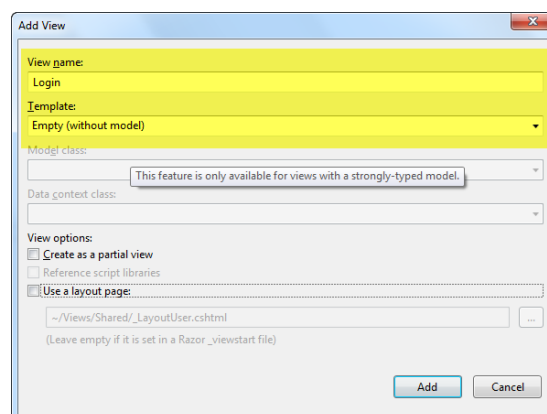 Add View
View name:
Login
Template:
Empty (without model)
Model class:
This feature is only available for views with a strongly-typed model.
Data context class:
View options:
Create as a partial view
Reference script libraries
Use a layout page:
~/Views/Shared/_LayoutUser.cshtml
...
(Leave empty if it is set in a Razor _viewstart file)
Add Cancel